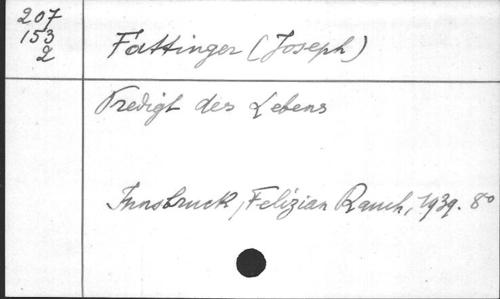 207
153
2
Fattinger (Joseph)
Predigt des Lebens
Innsbruck, Felizian Rauch, 1939. 8°